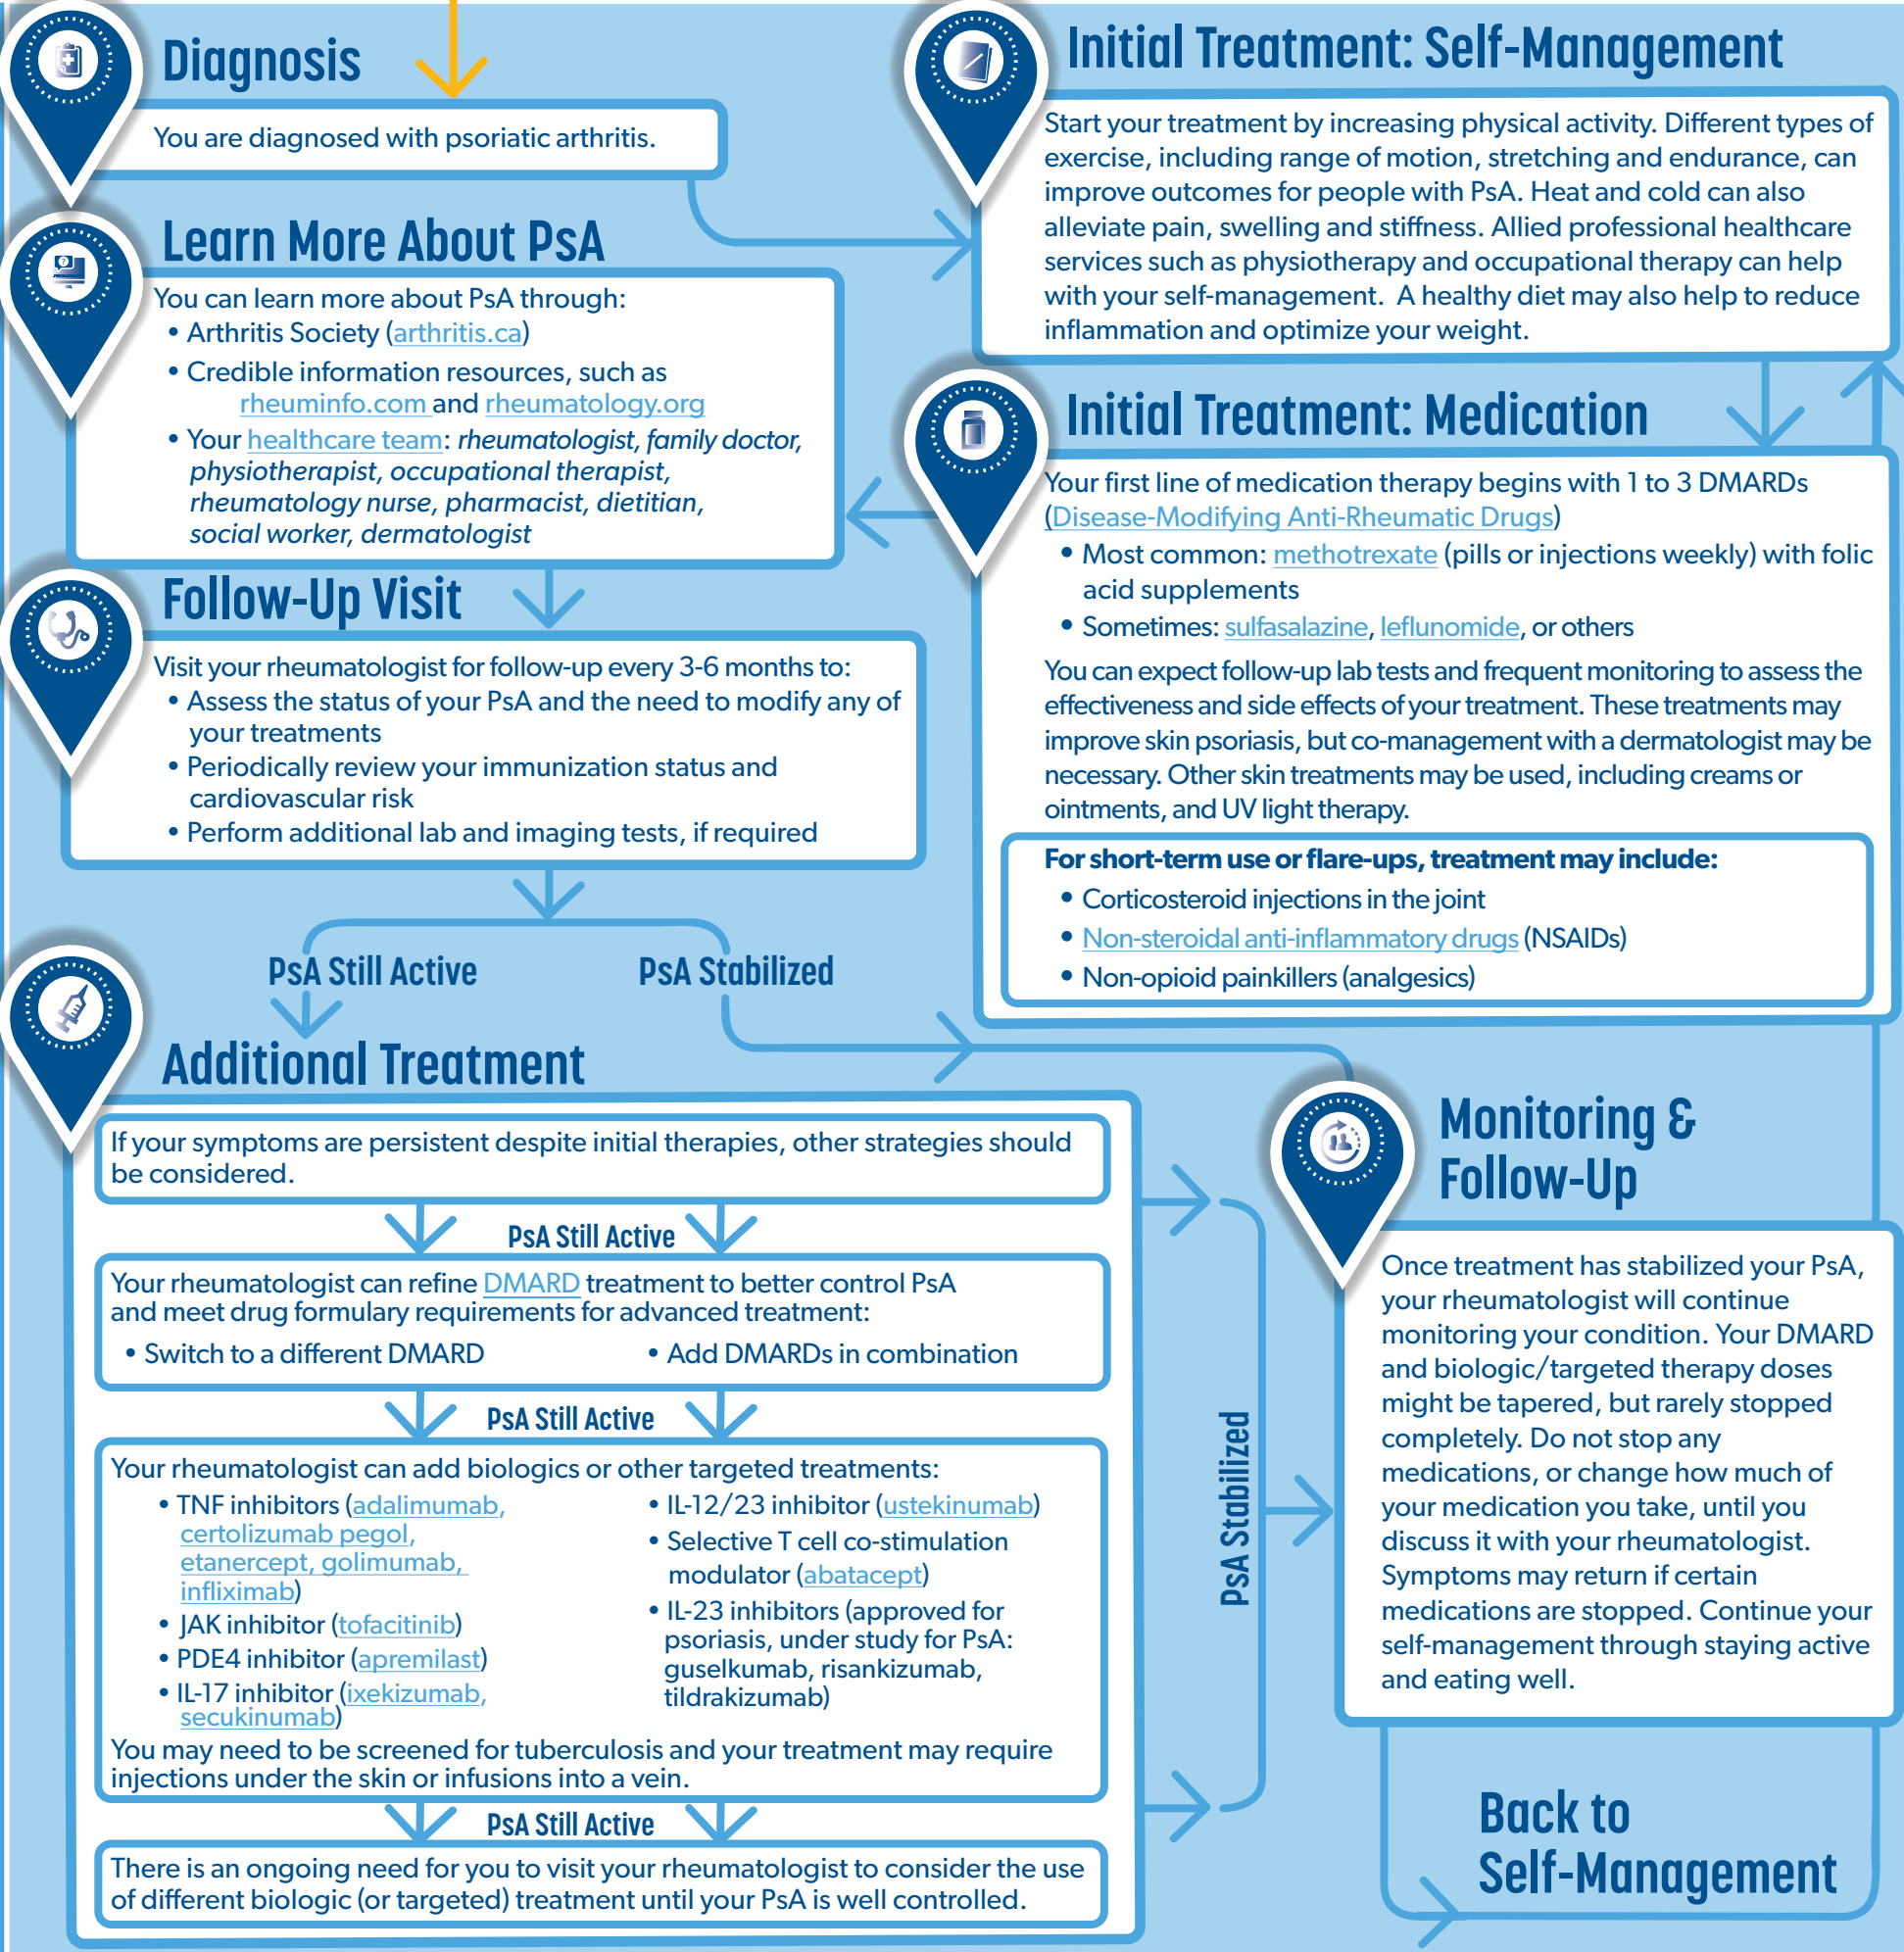 Diagnosis
You are diagnosed with psoriatic arthritis.
Initial Treatment: Self-Management
Start your treatment by increasing physical activity. Different types of
exercise, including range of motion, stretching and endurance, can
improve outcomes for people with PsA. Heat and cold can also
alleviate pain, swelling and stiffness. Allied professional healthcare
services such as physiotherapy and occupational therapy can help
with your self-management. A healthy diet may also help to reduce
inflammation and optimize your weight.
Initial Treatment: Medication
Your first line of medication therapy begins with 1 to 3 DMARDs
(Disease-Modifying Anti-Rheumatic Drugs)
• Most common: methotrexate (pills or injections weekly) with folic
acid supplements
• Sometimes: sulfasalazine, leflunomide, or others
You can expect follow-up lab tests and frequent monitoring to assess the
effectiveness and side effects of your treatment. These treatments may
improve skin psoriasis, but co-management with a dermatologist may be
necessary. Other skin treatments may be used, including creams or
ointments, and UV light therapy.
For short-term use or flare-ups, treatment may include:
• Corticosteroid injections in the joint
• Non-steroidal anti-inflammatory drugs (NSAIDs)
• Non-opioid painkillers (analgesics)
Learn More About PsA
You can learn more about PsA through:
• Arthritis Society (arthritis.ca)
• Credible information resources, such as
rheuminfo.com and rheumatology.org
• Your healthcare team: rheumatologist, family doctor,
physiotherapist, occupational therapist,
rheumatology nurse, pharmacist, dietitian,
social worker, dermatologist
Follow-Up Visit
Visit your rheumatologist for follow-up every 3-6 months to:
• Assess the status of your PsA and the need to modify any of
your treatments
• Periodically review your immunization status and
cardiovascular risk
• Perform additional lab and imaging tests, if required
PsA Still Active
PsA Stabilized
Additional Treatment
If your symptoms are persistent despite initial therapies, other strategies should
be considered.
PsA Still Active
Your rheumatologist can refine DMARD treatment to better control PsA
and meet drug formulary requirements for advanced treatment:
• Switch to a different DMARD
• Add DMARDs in combination
PsA Still Active
Your rheumatologist can add biologics or other targeted treatments:
• TNF inhibitors (adalimumab,
certolizumab pegol,
etanercept, golimumab,
infliximab)
• JAK inhibitor (tofacitinib)
• PDE4 inhibitor (apremilast)
• IL-17 inhibitor (ixekizumab,
secukinumab)
• IL-12/23 inhibitor (ustekinumab)
• Selective T cell co-stimulation
modulator (abatacept)
• IL-23 inhibitors (approved for
psoriasis, under study for PsA:
guselkumab, risankizumab,
tildrakizumab)
You may need to be screened for tuberculosis and your treatment may require
injections under the skin or infusions into a vein.
PsA Still Active
There is an ongoing need for you to visit your rheumatologist to consider the use
of different biologic (or targeted) treatment until your PsA is well controlled.
PsA Stabilized
Monitoring &
Follow-Up
Once treatment has stabilized your PsA,
your rheumatologist will continue
monitoring your condition. Your DMARD
and biologic/targeted therapy doses
might be tapered, but rarely stopped
completely. Do not stop any
medications, or change how much of
your medication you take, until you
discuss it with your rheumatologist.
Symptoms may return if certain
medications are stopped. Continue your
self-management through staying active
and eating well.
Back to
Self-Management